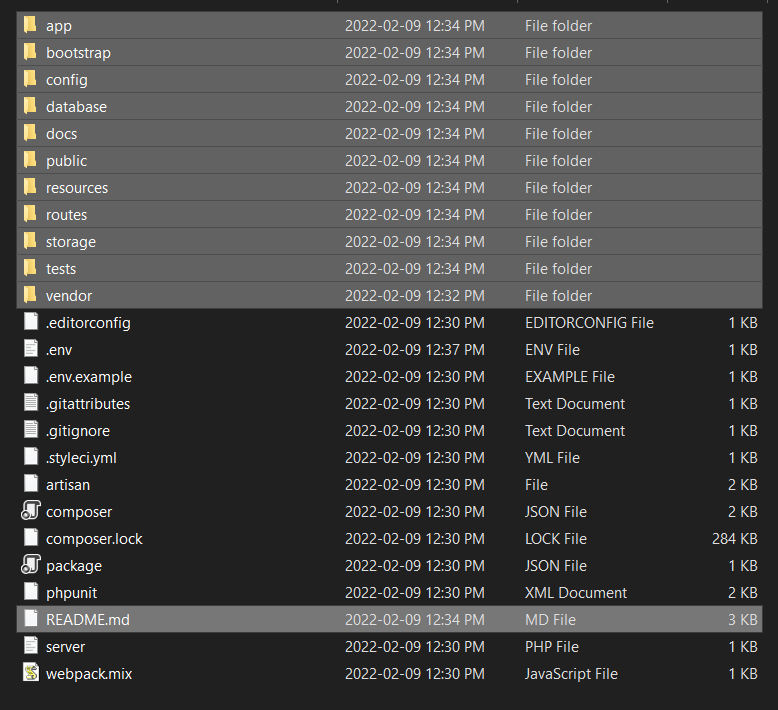 app 2022-02-09 12:34 PM File folder
bootstrap 2022-02-09 12:34 PM File folder
config 2022-02-09 12:34 PM File folder
database 2022-02-09 12:34 PM File folder
docs 2022-02-09 12:34 PM File folder
public 2022-02-09 12:34 PM File folder
resources 2022-02-09 12:34 PM File folder
routes 2022-02-09 12:34 PM File folder
storage 2022-02-09 12:34 PM File folder
tests 2022-02-09 12:34 PM File folder
vendor 2022-02-09 12:32 PM File folder
.editorconfig 2022-02-09 12:30 PM EDITORCONFIG File 1 KB
.env 2022-02-09 12:37 PM ENV File 1 KB
.env.example 2022-02-09 12:30 PM EXAMPLE File 1 KB
.gitattributes 2022-02-09 12:30 PM Text Document 1 KB
.gitignore 2022-02-09 12:30 PM Text Document 1 KB
.styleci.yml 2022-02-09 12:30 PM YML File 1 KB
artisan 2022-02-09 12:30 PM File 2 KB
composer 2022-02-09 12:30 PM JSON File 2 KB
composer.lock 2022-02-09 12:30 PM LOCK File 284 KB
package 2022-02-09 12:30 PM JSON File 1 KB
phpunit 2022-02-09 12:30 PM XML Document 2 KB
README.md 2022-02-09 12:34 PM MD File 3 KB
server 2022-02-09 12:30 PM PHP File 1 KB
webpack.mix 2022-02-09 12:30 PM JavaScript File 1 KB